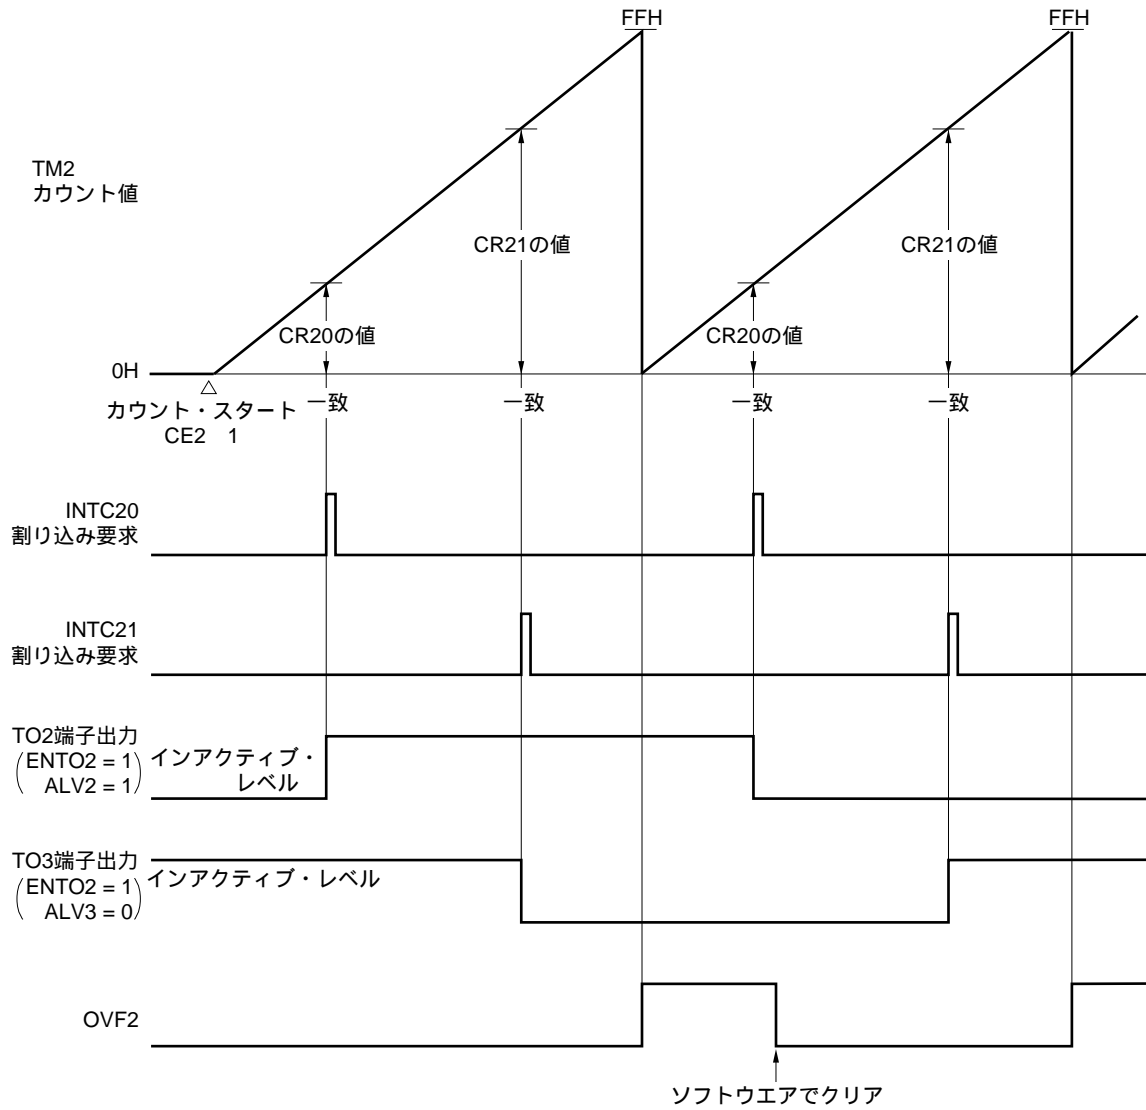 FFH
FFH
TM2
カウント値
CR21の値
CR21の値
CR20の値
CR20の値
0H
カウント・スタート
CE2 1
一致
一致
一致
一致
INTC20
割り込み要求
INTC21
割り込み要求
TO2端子出力
(ENTO2 = 1
ALV2 = 1)
インアクティブ・
レベル
TO3端子出力
(ENTO2 = 1
ALV3 = 0)
インアクティブ・レベル
OVF2
ソフトウエアでクリア